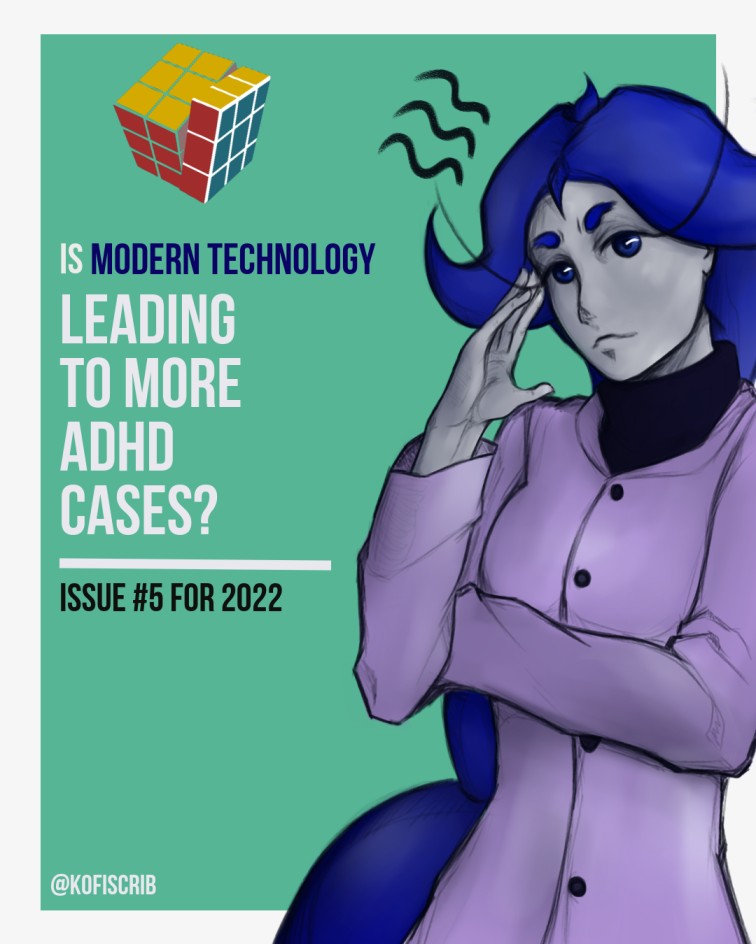 IS MODERN TECHNOLOGY
LEADING
TO MORE
ADHD
CASES?
ISSUE #5 FOR 2022
@KOFISCRIB